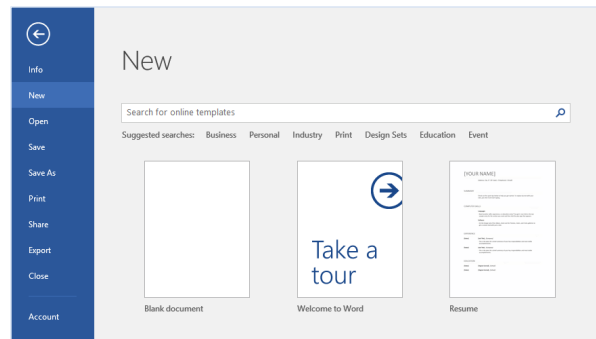 Info
New
Open
Save
Save As
Print
Share
Export
Close
Account
New
Search for online templates
Suggested searches: Business Personal Industry Print Design Sets Education Event
Take a
tour
[YOUR NAME]
Blank document
Welcome to Word
Resume